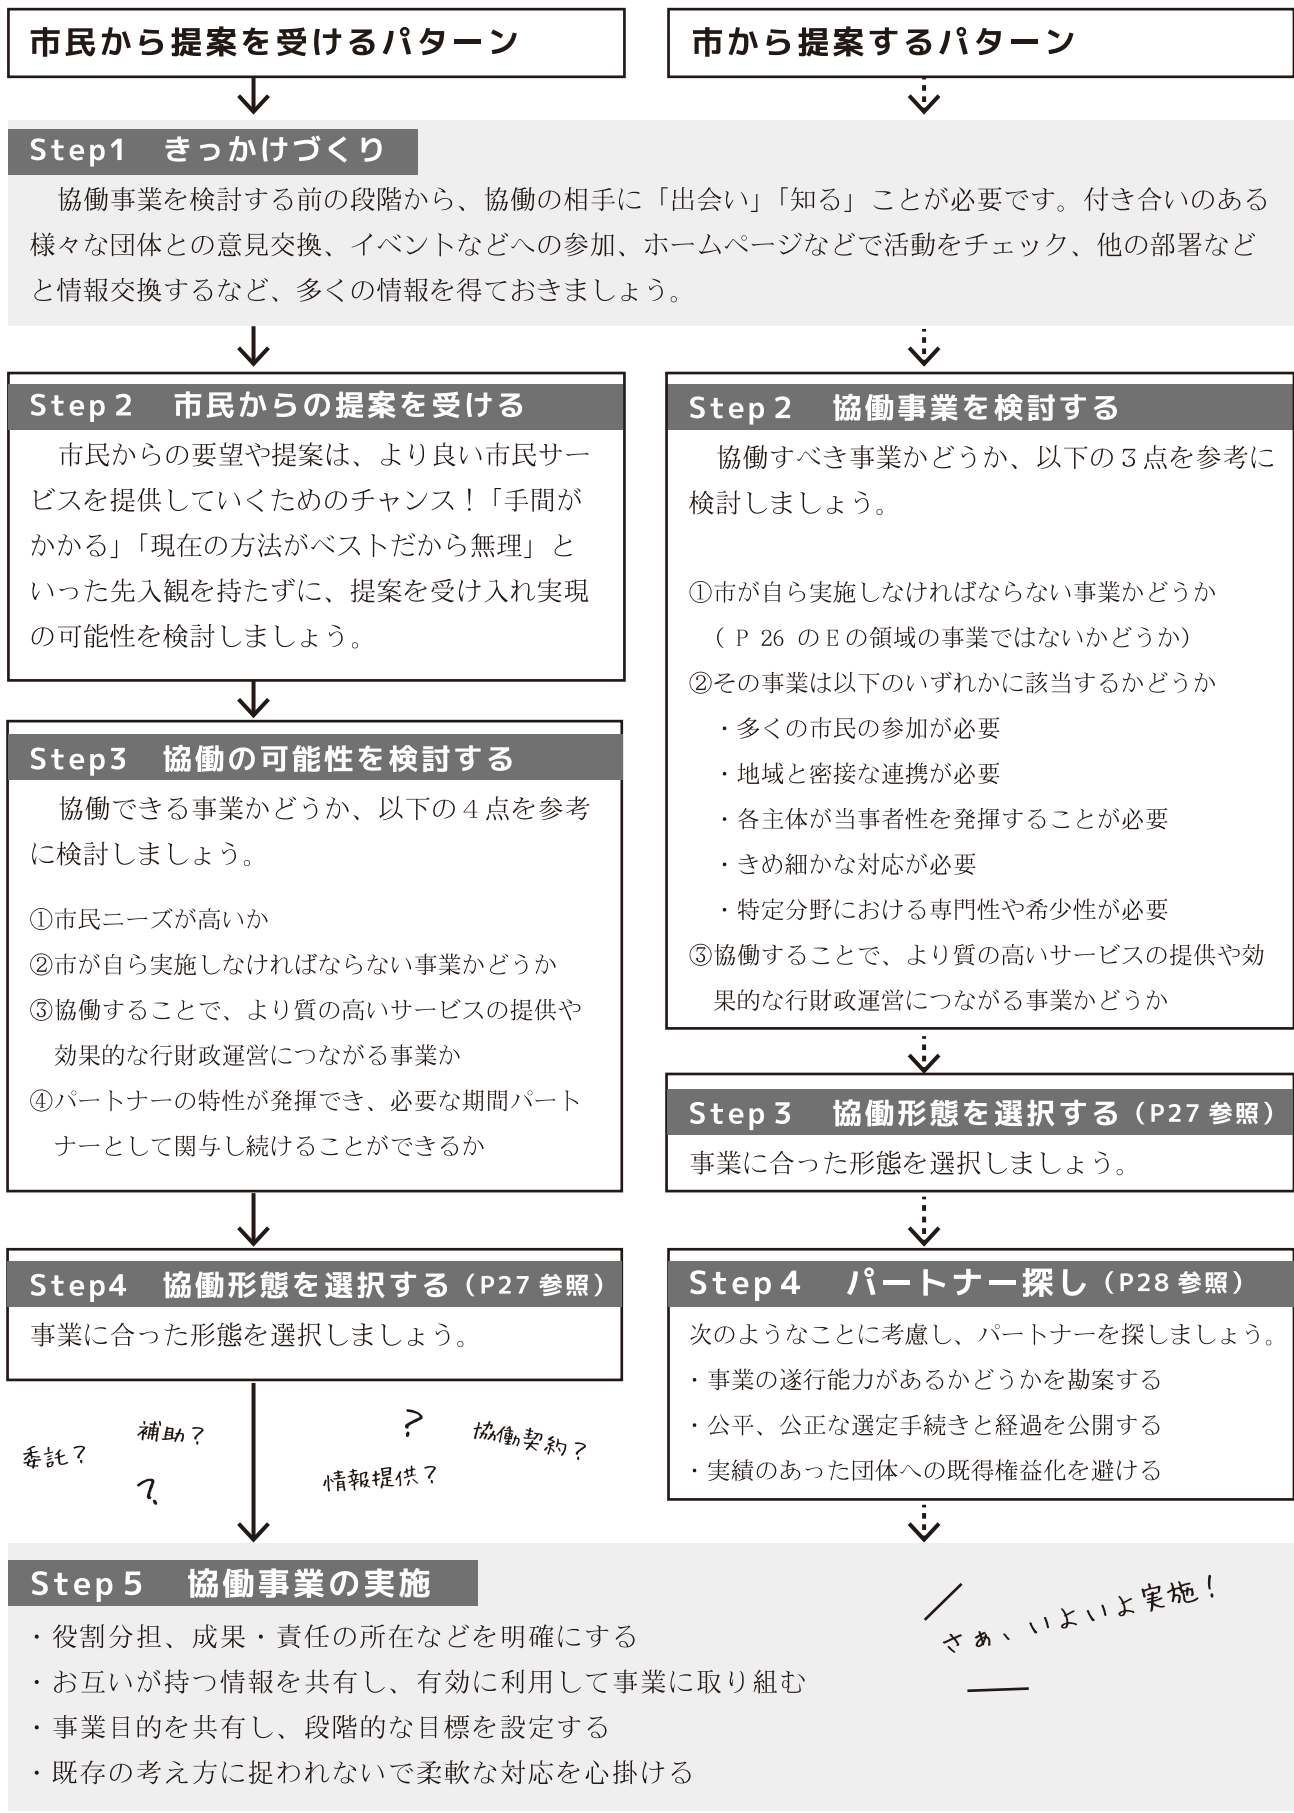 市民から提案を受けるパターン
市から提案するパターン
Step1　きっかけづくり
　協働事業を検討する前の段階から、協働の相手に「出会い」「知る」ことが必要です。付き合いのある
様々な団体との意見交換、イベントなどへの参加、ホームページなどで活動をチェック、他の部署など
と情報交換するなど、多くの情報を得ておきましょう。
Step２　市民からの提案を受ける
　市民からの要望や提案は、より良い市民サー
ビスを提供していくためのチャンス！「手間が
かかる」「現在の方法がベストだから無理」と
いった先入観を持たずに、提案を受け入れ実現
の可能性を検討しましょう。
Step3　協働の可能性を検討する
　協働できる事業かどうか、以下の４点を参考
に検討しましょう。
①市民ニーズが高いか
②市が自ら実施しなければならない事業かどうか
③協働することで、より質の高いサービスの提供や
効果的な行財政運営につながる事業か
④パートナーの特性が発揮でき、必要な期間パート
ナーとして関与し続けることができるか
Step4　協働形態を選択する（P27 参照）
事業に合った形態を選択しましょう。
委託？
補助？
？
情報提供？
？
協働契約？
Step２　協働事業を検討する
　協働すべき事業かどうか、以下の３点を参考に
検討しましょう。
①市が自ら実施しなければならない事業かどうか
（ P 26 のＥの領域の事業ではないかどうか）
②その事業は以下のいずれかに該当するかどうか
・多くの市民の参加が必要
・地域と密接な連携が必要
・各主体が当事者性を発揮することが必要
・きめ細かな対応が必要
・特定分野における専門性や希少性が必要
③協働することで、より質の高いサービスの提供や効
果的な行財政運営につながる事業かどうか
Step３　協働形態を選択する（P27 参照）
事業に合った形態を選択しましょう。
Step４　パートナー探し（P28 参照）
次のようなことに考慮し、パートナーを探しましょう。
・事業の遂行能力があるかどうかを勘案する
・公平、公正な選定手続きと経過を公開する
・実績のあった団体への既得権益化を避ける
Step５　協働事業の実施
・役割分担、成果・責任の所在などを明確にする
・お互いが持つ情報を共有し、有効に利用して事業に取り組む
・事業目的を共有し、段階的な目標を設定する
・既存の考え方に捉われないで柔軟な対応を心掛ける
さぁ、いよいよ実施！